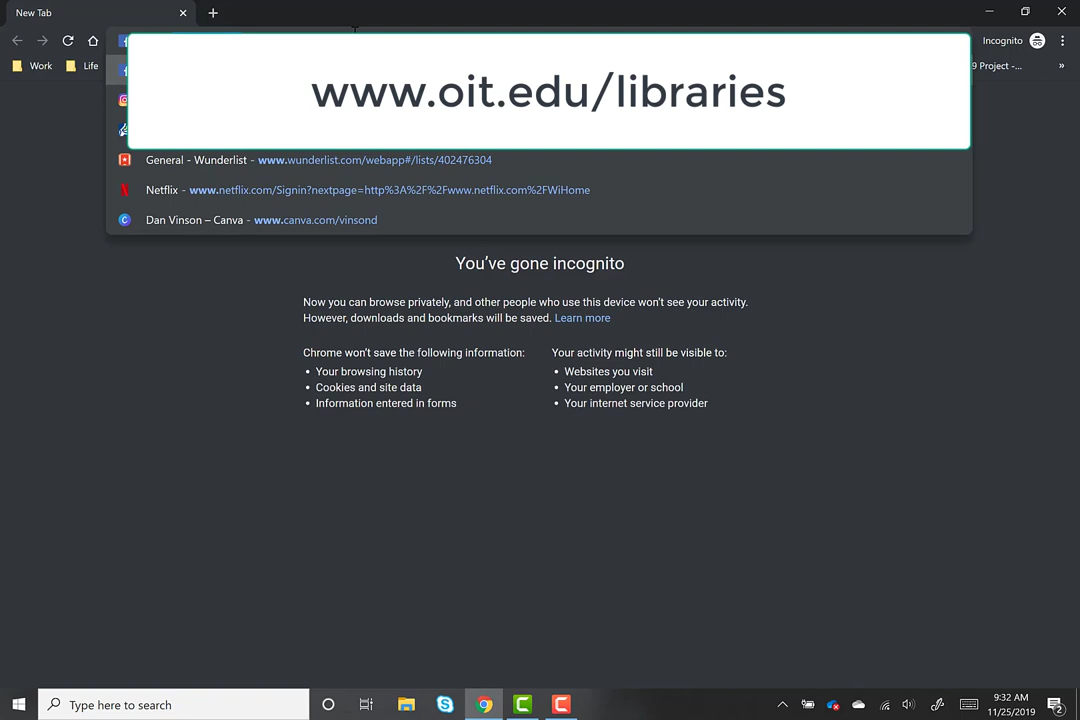 New Tab
Incognito
Work
Life
9 Project -...
»
www.oit.edu/libraries
General - Wunderlist - www.wunderlist.com/webapp#/lists/402476304
Netflix - www.netflix.com/Signin?nextpage=http%3A%2F%2Fwww.netflix.com%2FWiHome
C
Dan Vinson – Canva - www.canva.com/vinsond
You've gone incognito
Now you can browse privately, and other people who use this device won't see your activity.
However, downloads and bookmarks will be saved. Learn more
Chrome won't save the following information:
• Your browsing history
• Cookies and site data
• Information entered in forms
Your activity might still be visible to:
• Websites you visit
• Your employer or school
• Your internet service provider
Type here to search
9:32 AM
11/25/2019
2